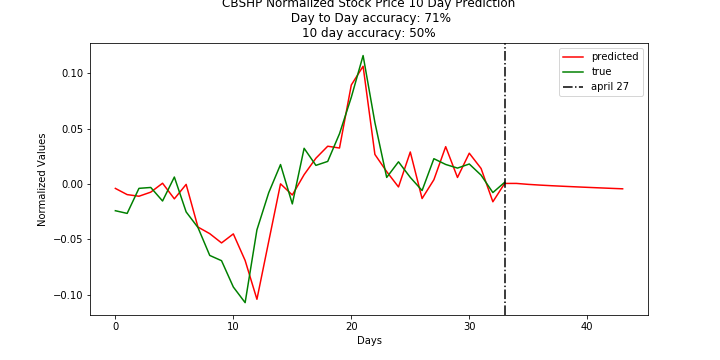 CBSHP Normalized Stock Price 10 Day Prediction
Day to Day accuracy: 71%
10 day accuracy: 50%
predicted
true
april 27
Normalized Values
0.10
0.05
0.00
−0.05
−0.10
0
10
20
30
40
Days